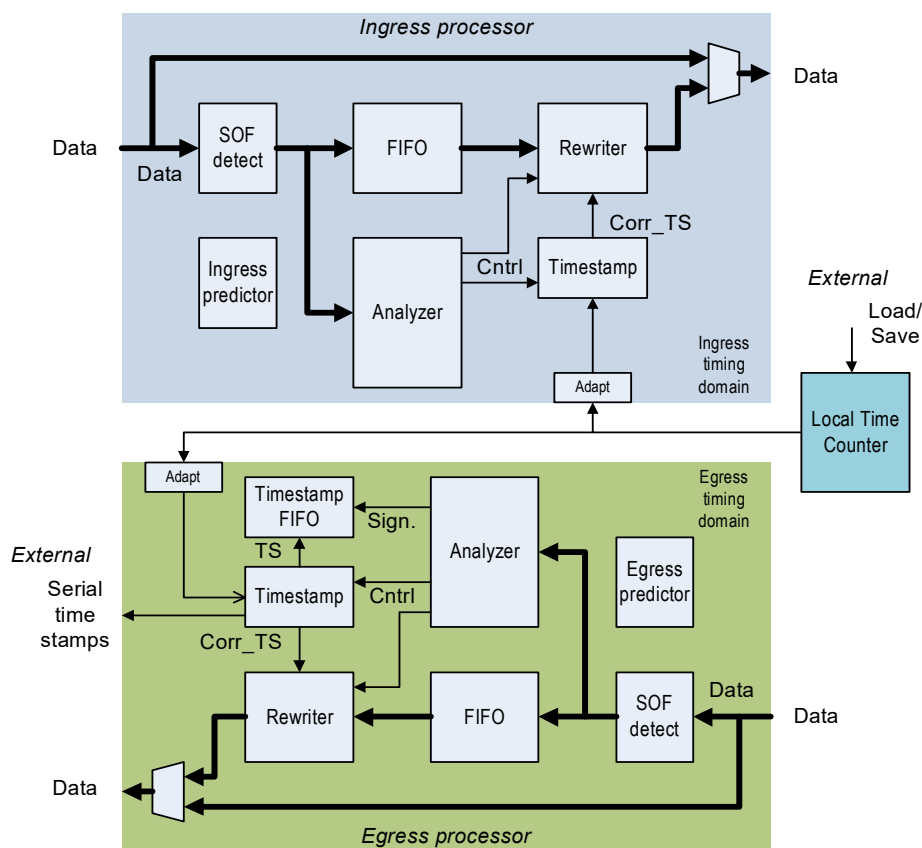 Ingress processor
Data
Data
SOF
detect
FIFO
Rewriter
Data
Data
Corr_TS
Ingress
predictor
Analyzer
Cntrl
Timestamp
External
Load/
Save
Ingress
timing
domain
Adapt
Local Time
Counter
Adapt
Timestamp
FIFO
Sign.
Analyzer
Egress
timing
domain
TS
External
Serial
time
stamps
Timestamp
Cntrl
Egress
predictor
Corr_TS
Rewriter
FIFO
SOF
detect
Data
Data
Data
Egress processor